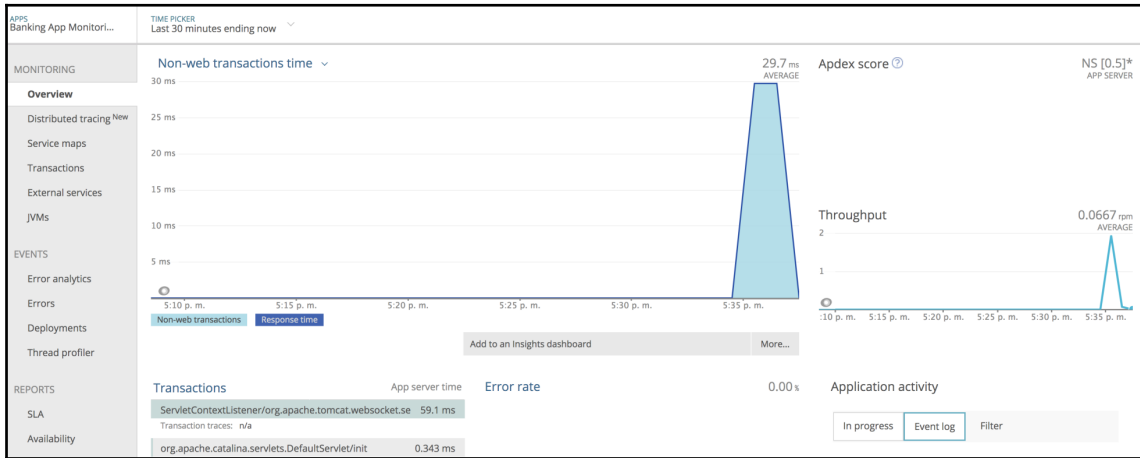 APPS
Banking App Monitori...
TIME PICKER
Last 30 minutes ending now
MONITORING
Overview
Distributed tracing New
Service maps
Transactions
External services
JVMs
EVENTS
Error analytics
Errors
Deployments
Thread profiler
REPORTS
SLA
Availability
Non-web transactions time
29.7 ms
AVERAGE
30 ms
25 ms
20 ms
15 ms
10 ms
5 ms
5:10 p. m. 5:15 p. m. 5:20 p. m. 5:25 p. m. 5:30 p. m. 5:35 p. m.
Non-web transactions Response time
Add to an Insights dashboard More...
Apdex score ?
NS [0.5]*
APP SERVER
Throughput
0.0667 rpm
AVERAGE
2
1
:10 p. m. 5:15 p. m. 5:20 p. m. 5:25 p. m. 5:30 p. m. 5:35 p. m.
Transactions App server time
ServletContextListener/org.apache.tomcat.websocket.se 59.1 ms
Transaction traces: n/a
org.apache.catalina.servlets.DefaultServlet/init 0.343 ms
Error rate 0.00 %
Application activity
In progress Event log Filter